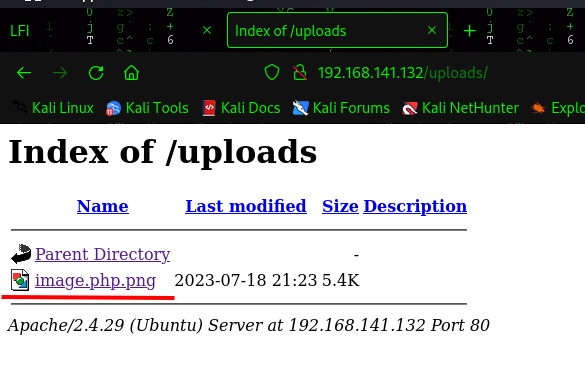 LFI × Index of /uploads × +
192.168.141.132/uploads/
Kali Linux Kali Tools Kali Docs Kali Forums Kali NetHunter Explo
Index of /uploads
Name Last modified Size Description
Parent Directory -
image.php.png 2023-07-18 21:23 5.4K
Apache/2.4.29 (Ubuntu) Server at 192.168.141.132 Port 80